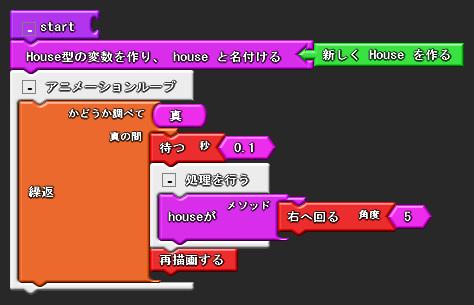 - start
House型の変数を作り、 house と名付ける 新しく House を作る
- アニメーションループ
かどうか調べて 真
真の間
待つ 秒 0.1
- 処理を行う
繰返
houseが メソッド 右へ回る 角度 5
再描画する